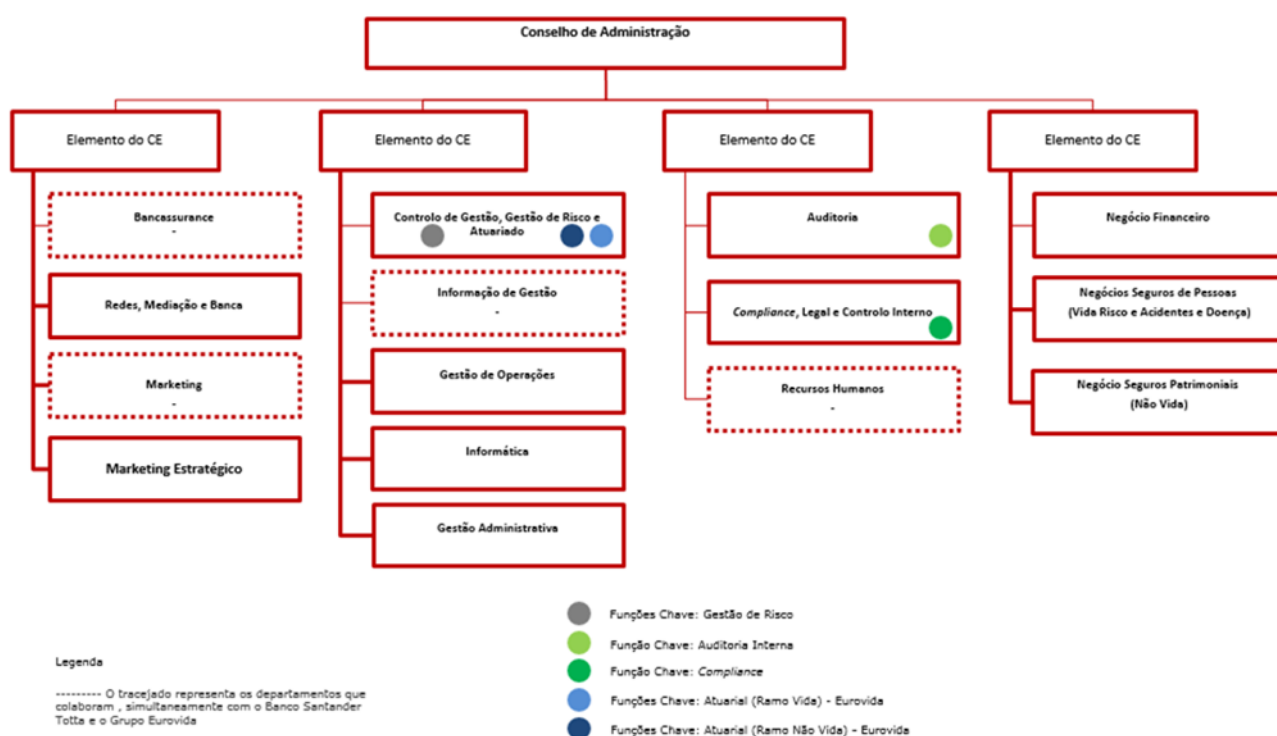 Conselho de Administração
Elemento do CE
Elemento do CE
Elemento do CE
Elemento do CE
Bancassurance
-
Redes, Mediação e Banca
Marketing
-
Marketing Estratégico
Controlo de Gestão, Gestão de Risco e
Atuariado
Informação de Gestão
-
Gestão de Operações
Informática
Gestão Administrativa
Auditoria
Compliance, Legal e Controlo Interno
Recursos Humanos
-
Negócio Financeiro
Negócios Seguros de Pessoas
(Vida Risco e Acidentes e Doença)
Negócio Seguros Patrimoniais
(Não Vida)
Legenda
--------- O tracejado representa os departamentos que
colaboram , simultaneamente com o Banco Santander
Totta e o Grupo Eurovida
Funções Chave: Gestão de Risco
Função Chave: Auditoria Interna
Função Chave: Compliance
Funções Chave: Atuarial (Ramo Vida) - Eurovida
Funções Chave: Atuarial (Ramo Não Vida) - Eurovida